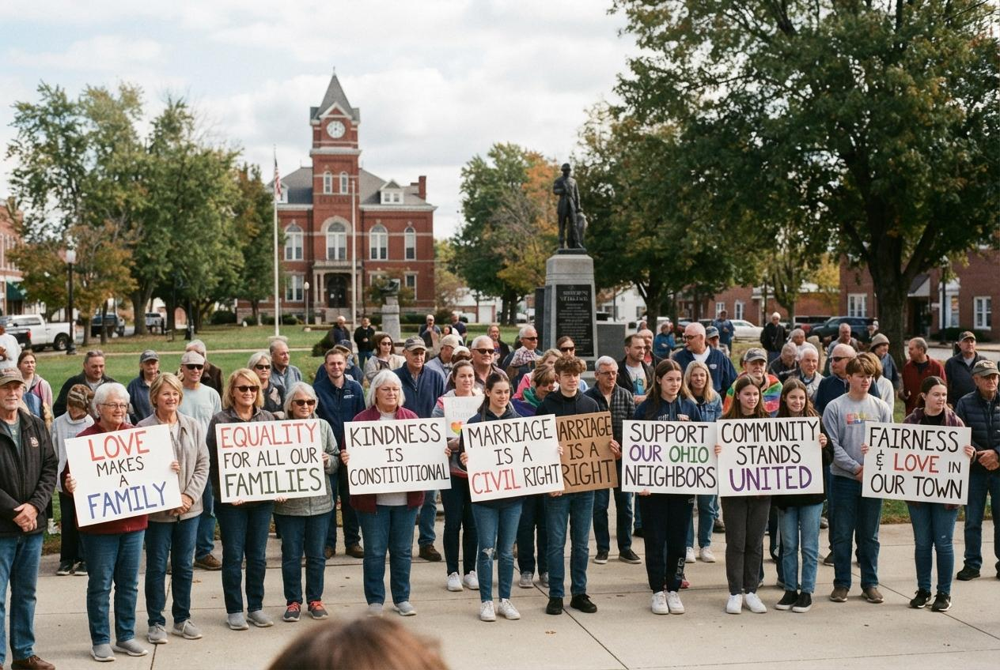 LOVE
MAKES
A
FAMILY
EQUALITY
FOR ALL OUR
FAMILIES
KINDNESS
IS
CONSTITUTIONAL
MARRIAGE
IS A
CIVIL RIGHT
ARRIAGE
IS A
RIGHT
SUPPORT
OUR OHIO
NEIGHBORS
COMMUNITY
STANDS
UNITED
FAIRNESS
& LOVE IN
OUR TOWN